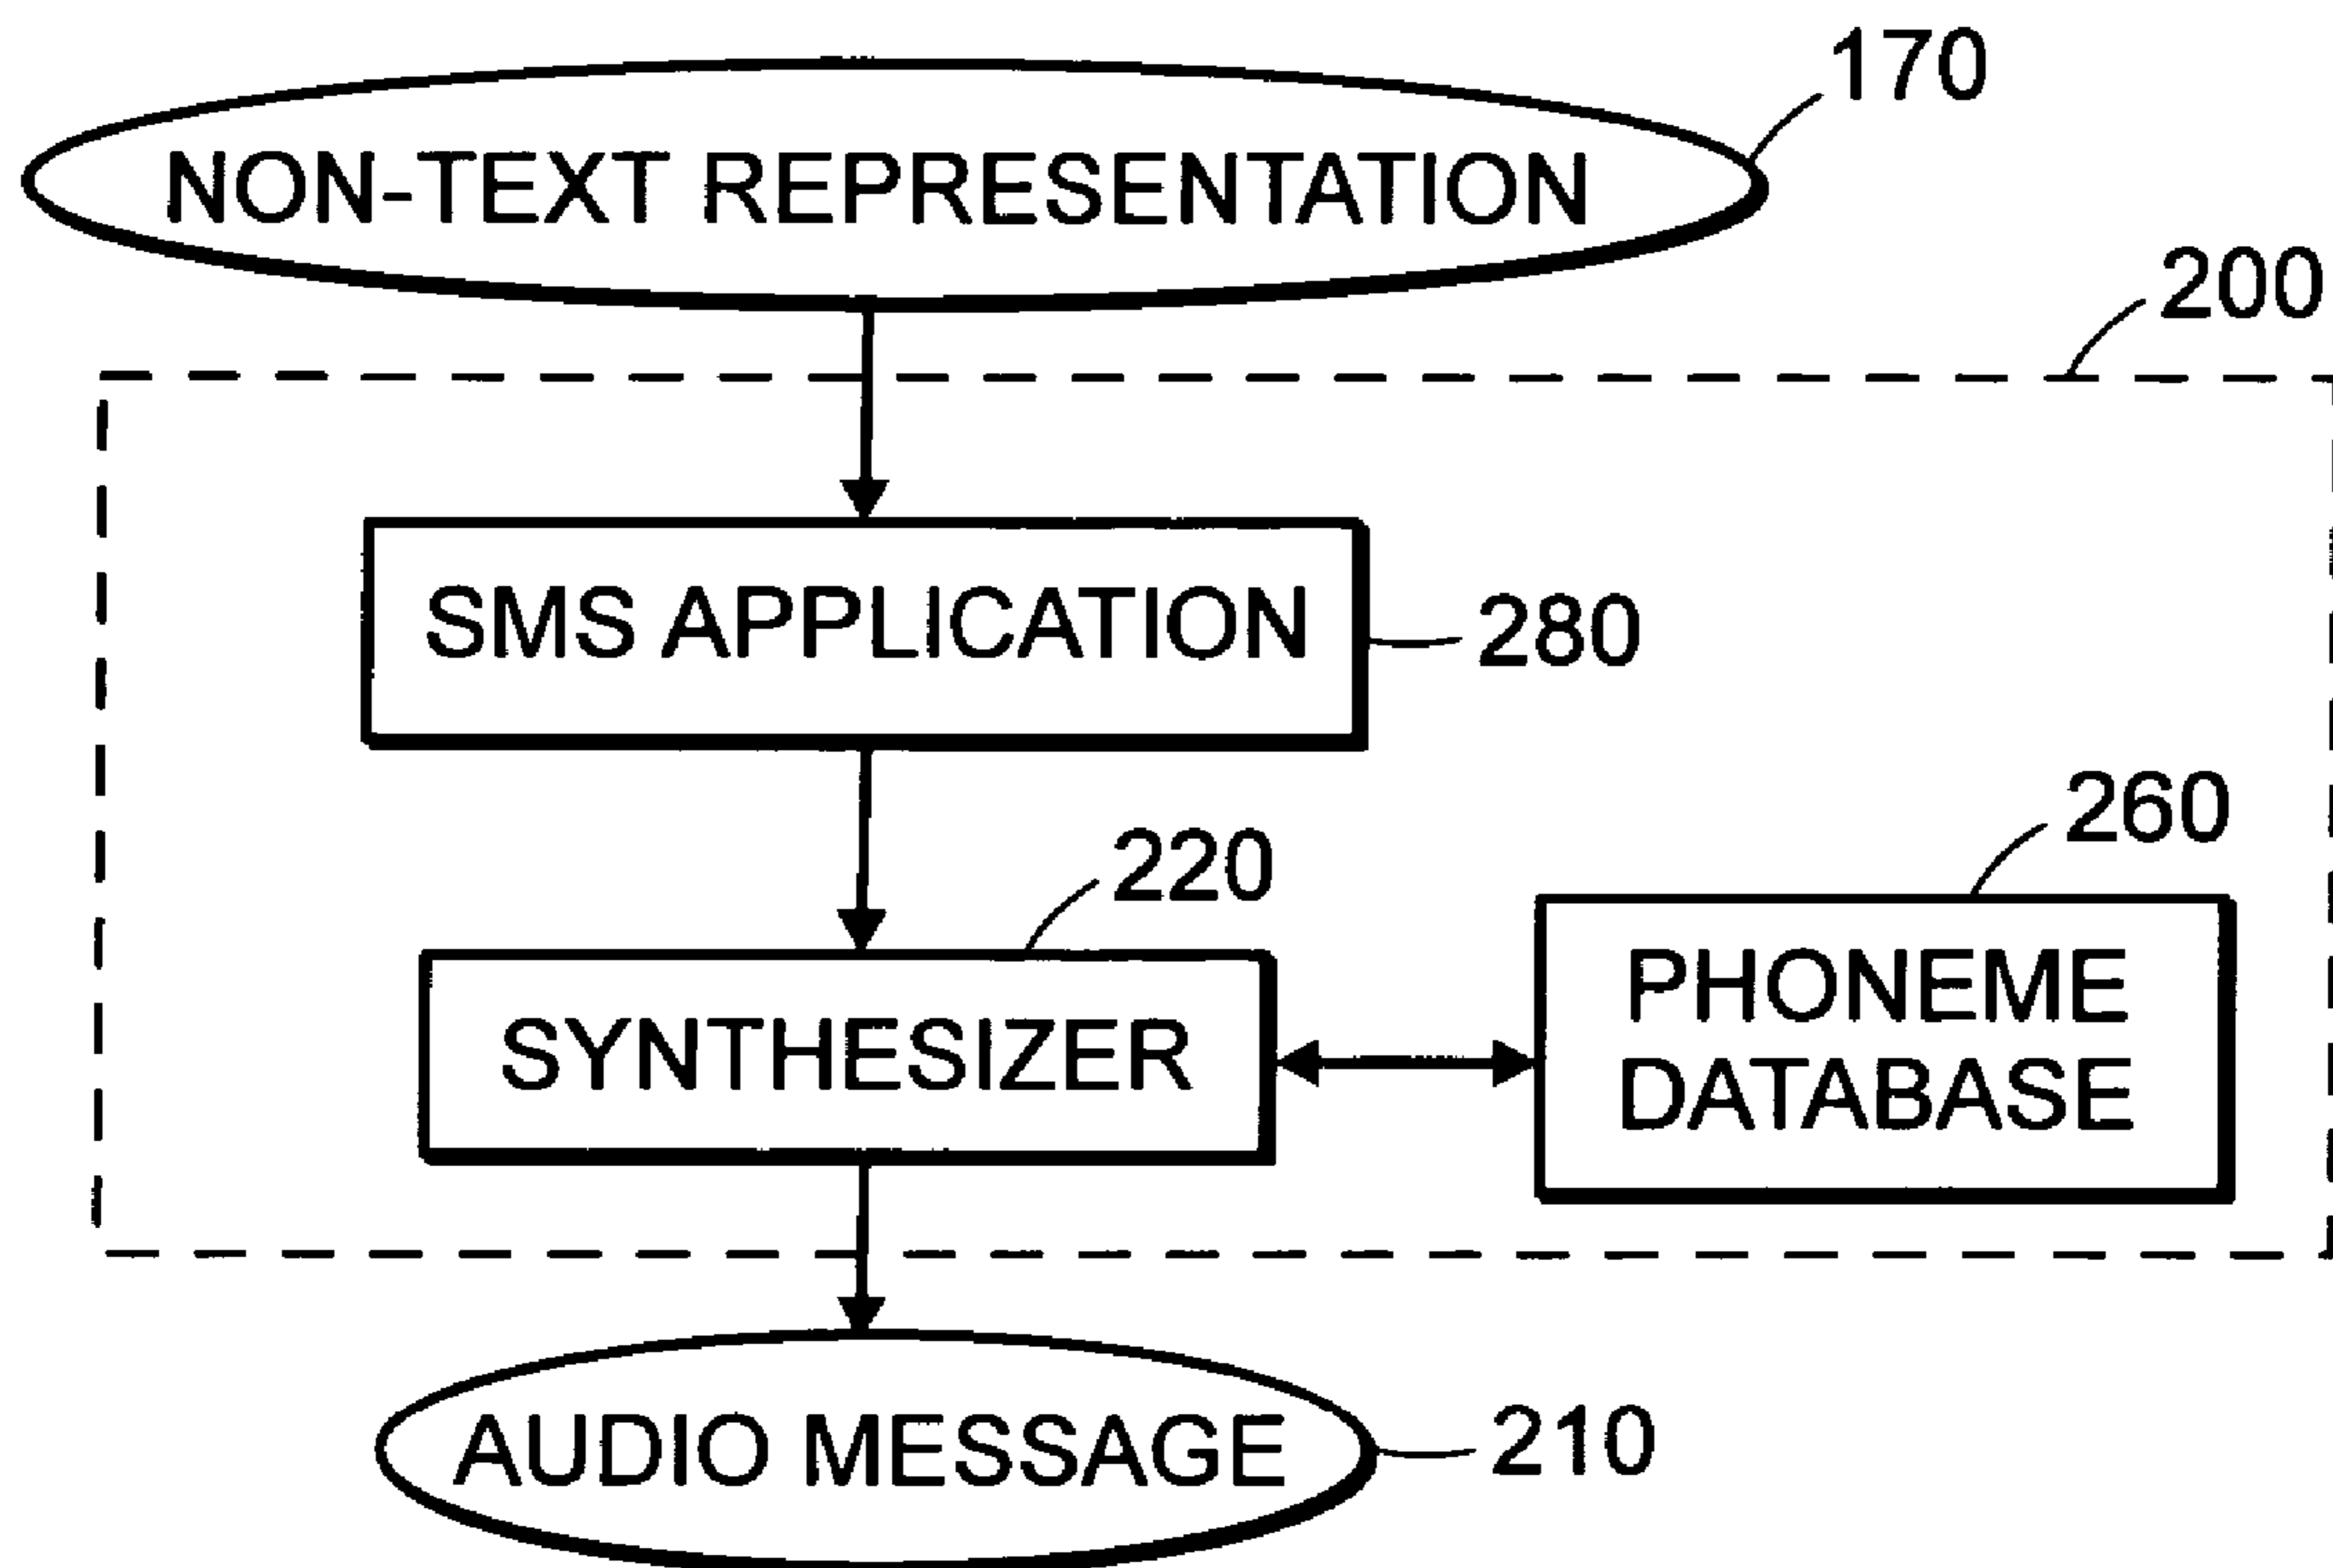 170
NON-TEXT REPRESENTATION
200
SMS APPLICATION
280
260
220
PHONEME
DATABASE
SYNTHESIZER
AUDIO MESSAGE
210